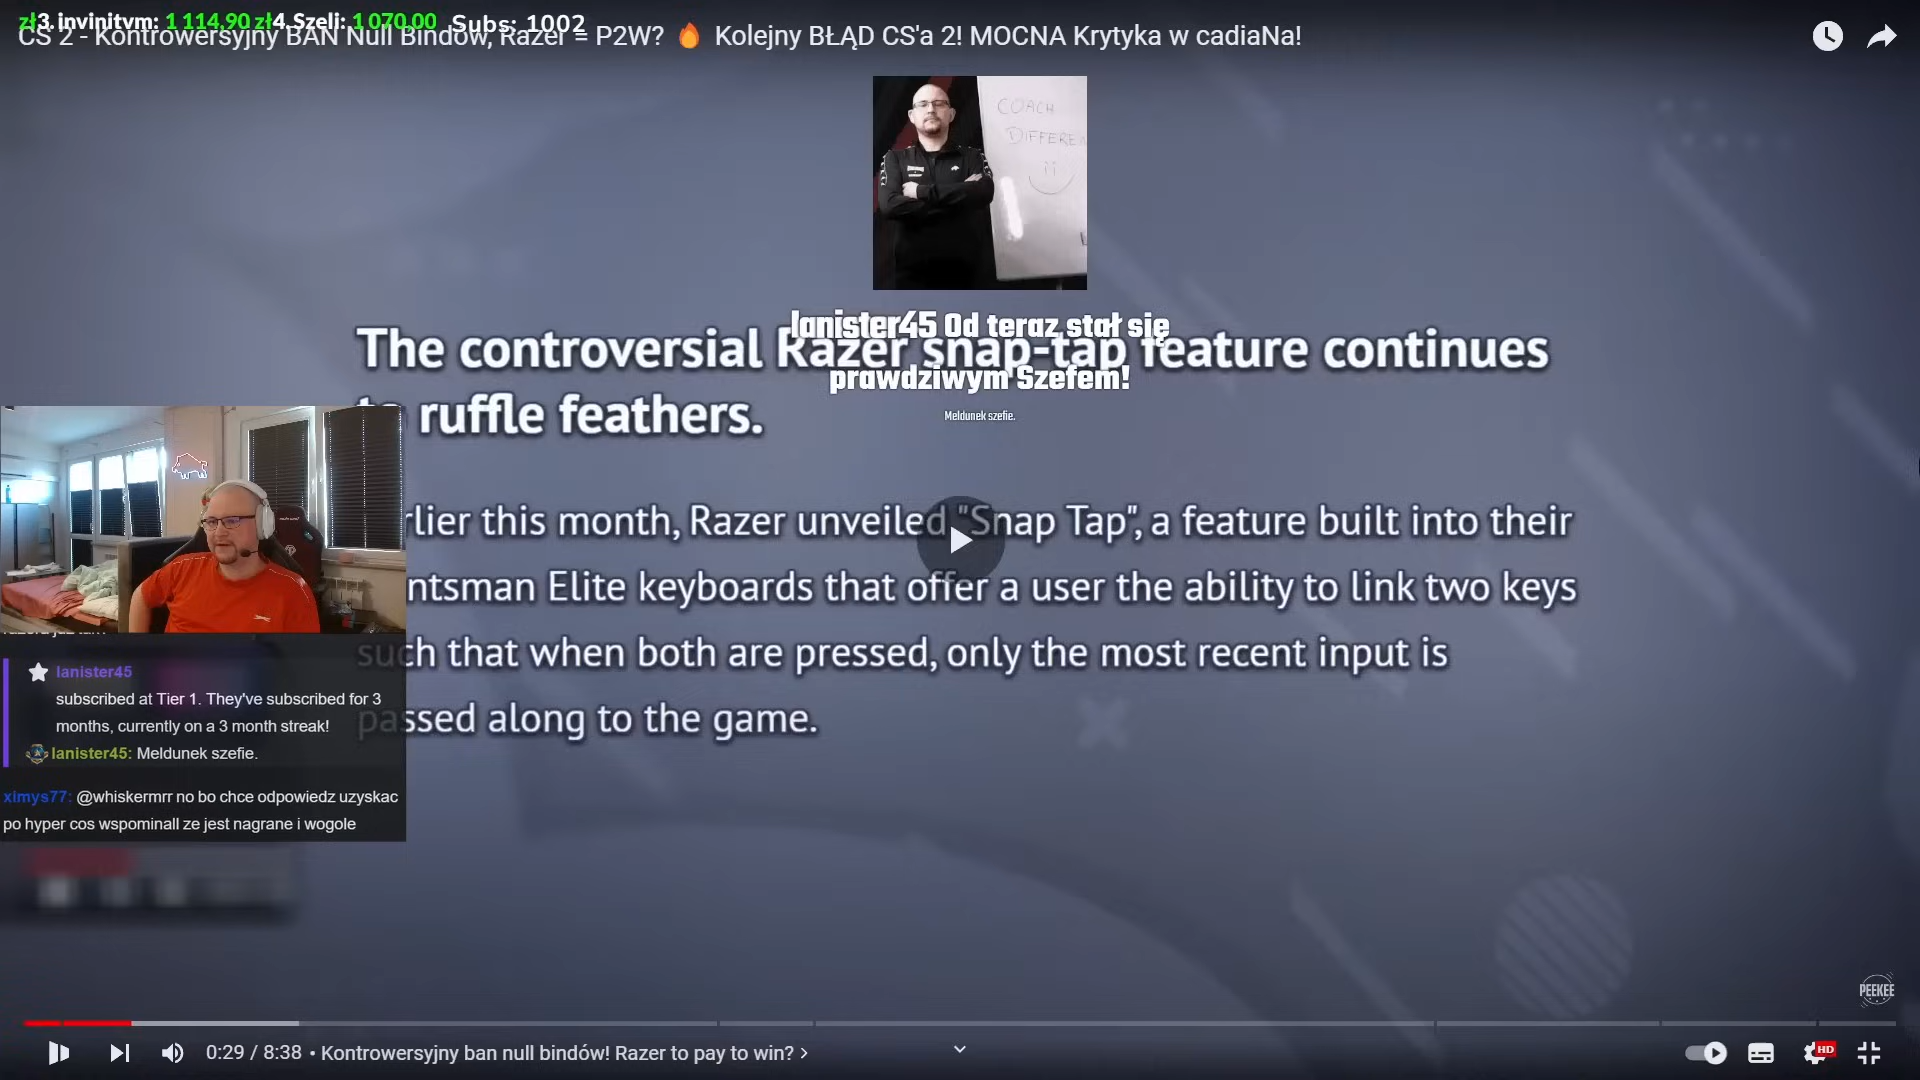 zł3. invinitym: 1 114,90 zł4. Szeli: 1 070,00 Subs: 1002
CS 2 - Kontrowersyjny BAN Null Bindów, Razer = P2W? 🔥 Kolejny BŁĄD CS'a 2! MOCNA Krytyka w cadiaNa!
COACH
DIFFERE
lanister45 Od teraz stał się
prawdziwym Szefem!
Meldunek szefie.
The controversial Razer snap-tap feature continues
to ruffle feathers.
rlier this month, Razer unveiled "Snap Tap", a feature built into their
ntsman Elite keyboards that offer a user the ability to link two keys
such that when both are pressed, only the most recent input is
passed along to the game.
lanister45
subscribed at Tier 1. They've subscribed for 3
months, currently on a 3 month streak!
lanister45: Meldunek szefie.
ximys77: @whiskermrr no bo chce odpowiedz uzyskac
po hyper cos wspominall ze jest nagrane i wogole
PEEKEE
0:29 / 8:38 • Kontrowersyjny ban null bindów! Razer to pay to win? >
HD